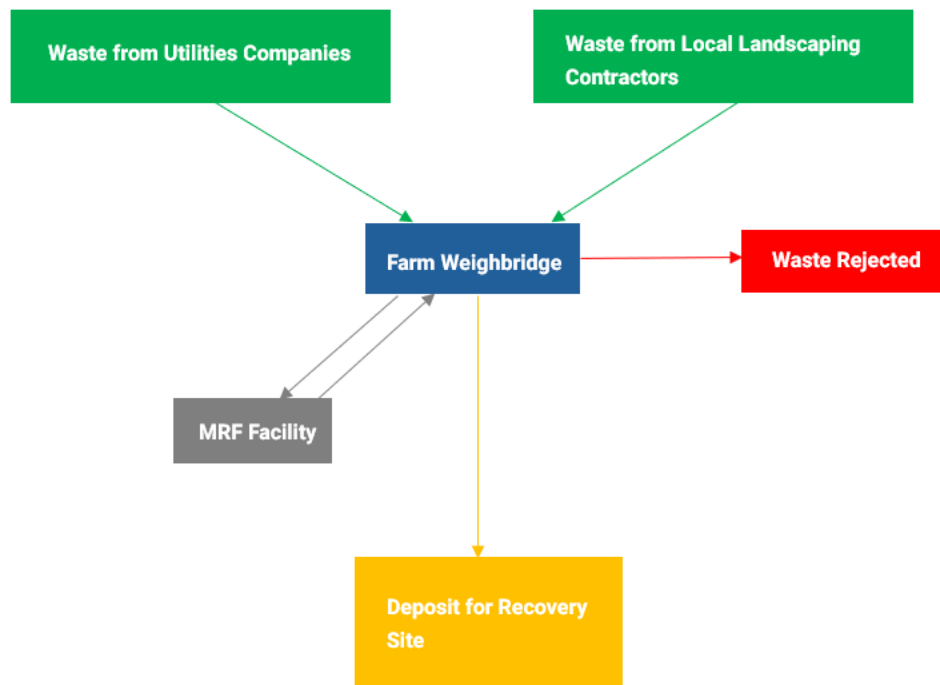 Waste from Utilities Companies
Waste from Local Landscaping
Contractors
Farm Weighbridge
Waste Rejected
MRF Facility
Deposit for Recovery
Site